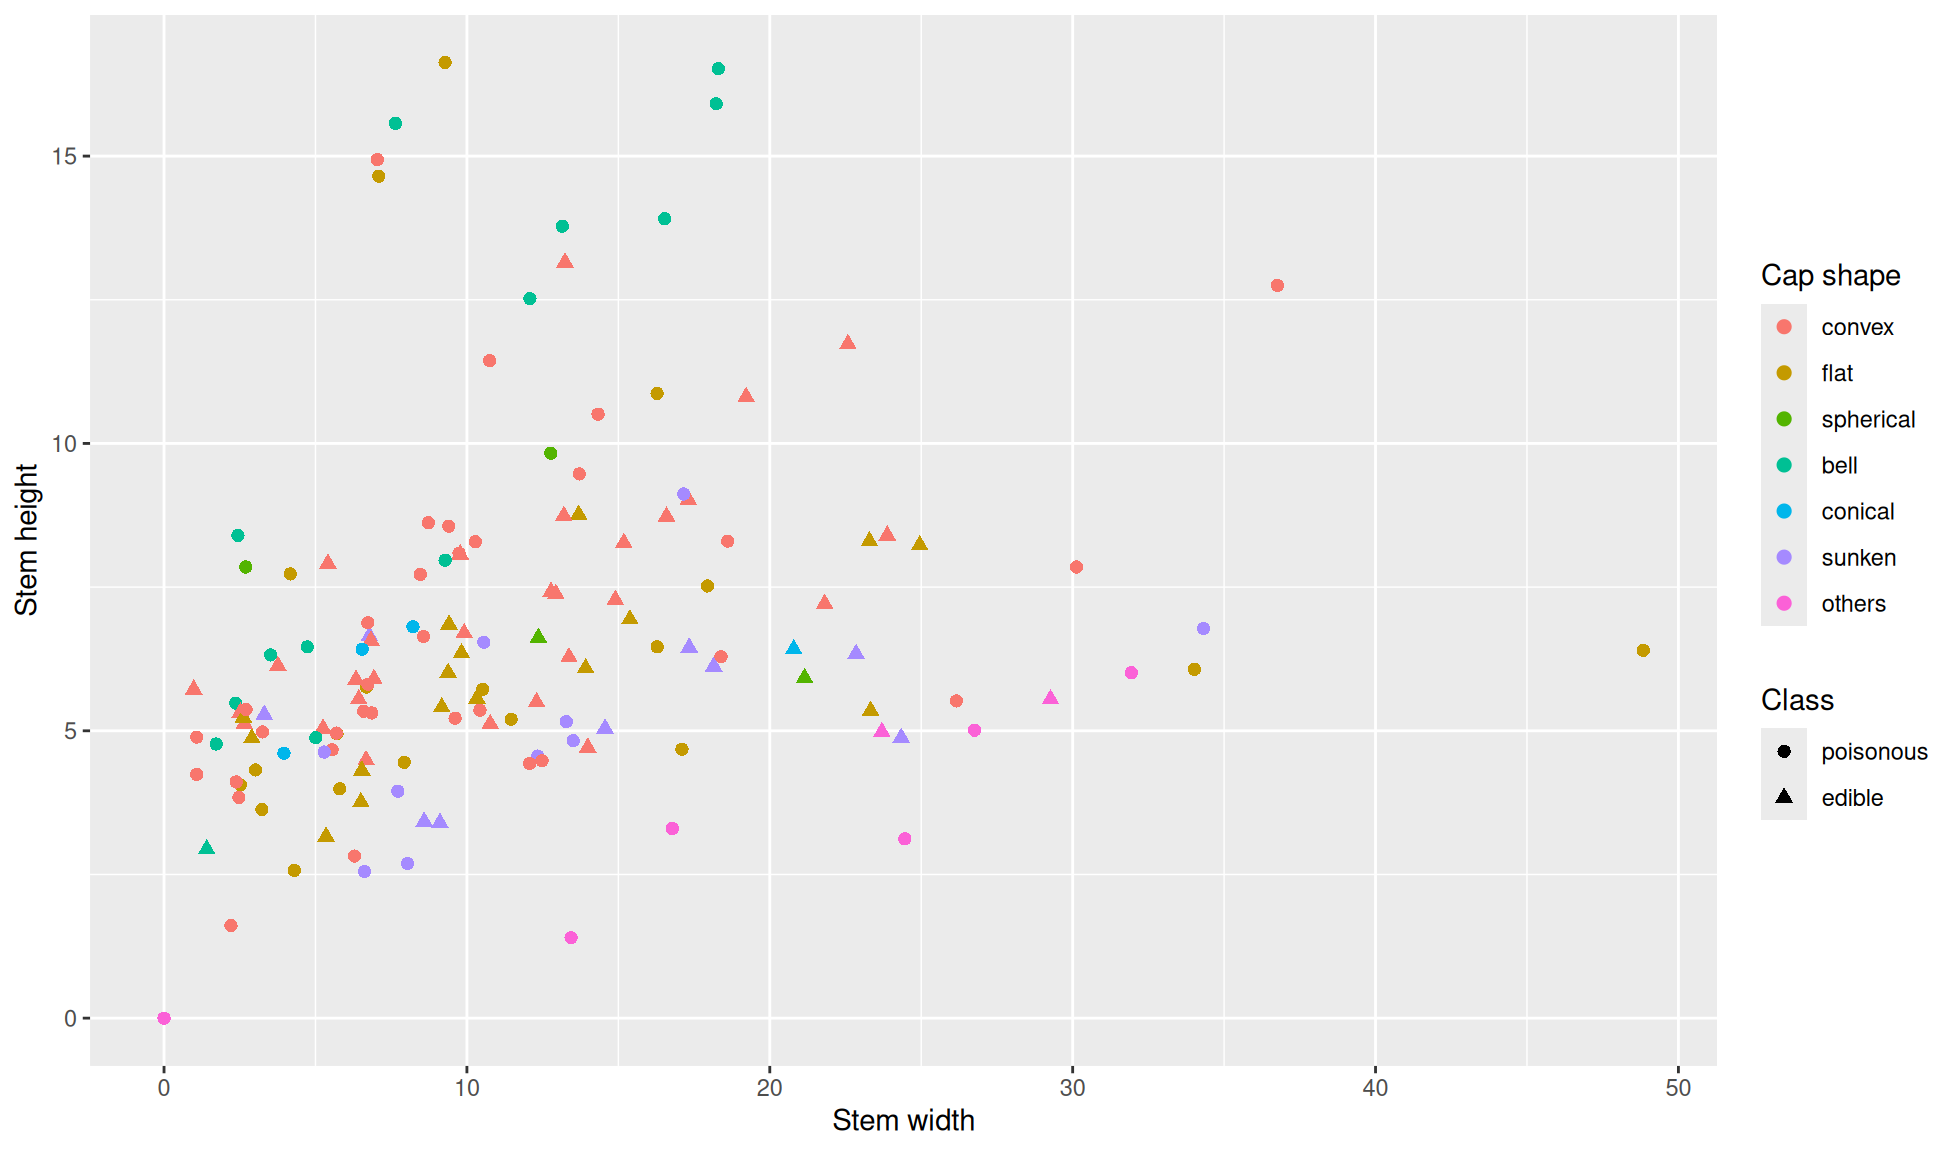 15
10
5
0
0 10 20 30 40 50
Stem width
Stem height
Cap shape
convex
flat
spherical
bell
conical
sunken
others
Class
poisonous
edible